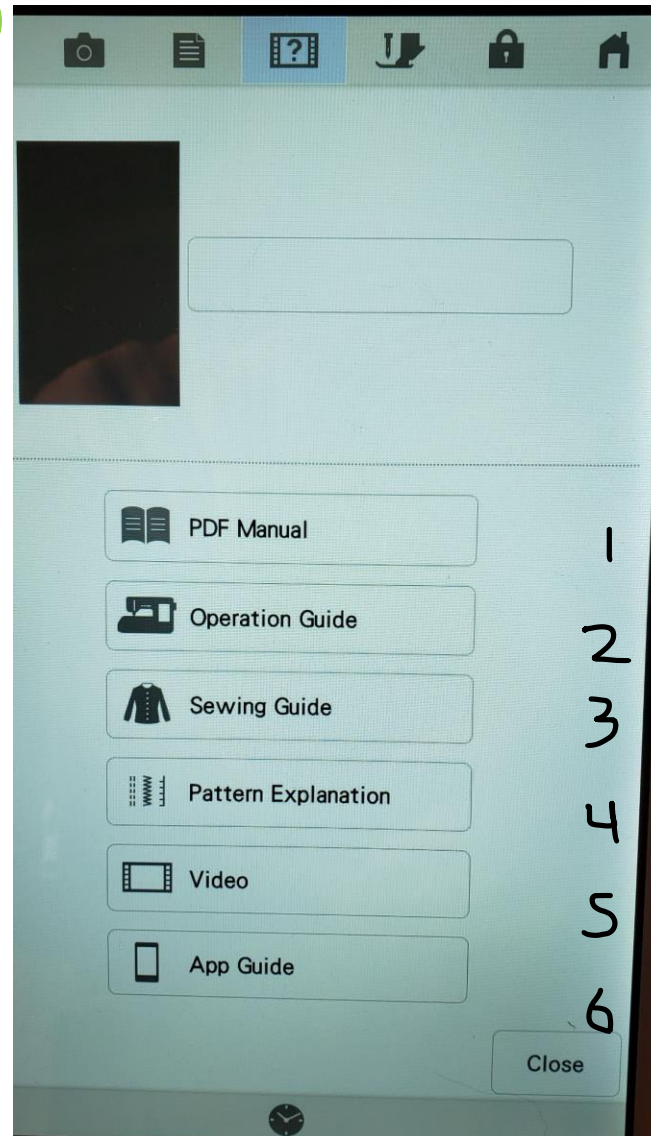 ?
PDF Manual
1
Operation Guide
2
Sewing Guide
3
Pattern Explanation
4
Video
5
App Guide
6
Close